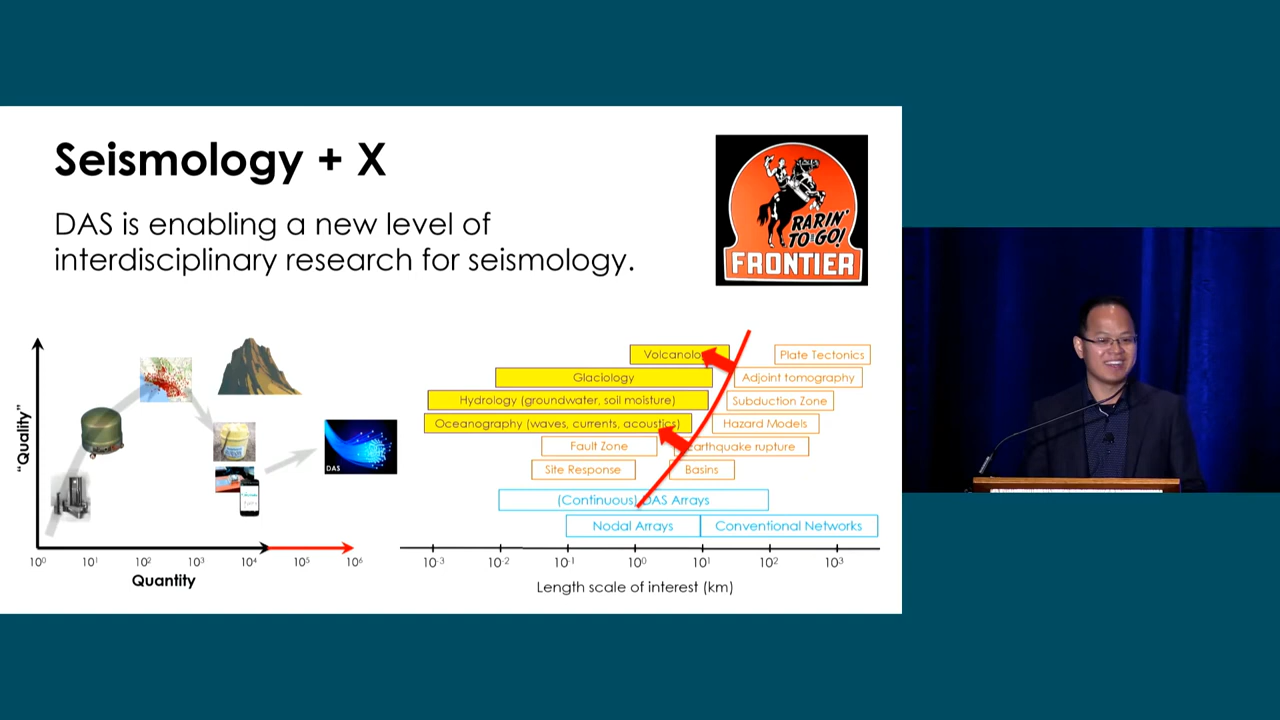 Seismology + X
DAS is enabling a new level of
interdisciplinary research for seismology.
RARIN'
TO GO!
FRONTIER
"Quality"
DAS
10⁰ 10¹ 10² 10³ 10⁴ 10⁵ 10⁶
Quantity
Volcanolo
Plate Tectonics
Glaciology
Adjoint tomography
Hydrology (groundwater, soil moisture)
Subduction Zone
Oceanography (waves, currents, acoustics)
Hazard Models
Fault Zone
arthquake rupture
Site Response
Basins
(Continuous) DAS Arrays
Nodal Arrays
Conventional Networks
10⁻³ 10⁻² 10⁻¹ 10⁰ 10¹ 10² 10³
Length scale of interest (km)